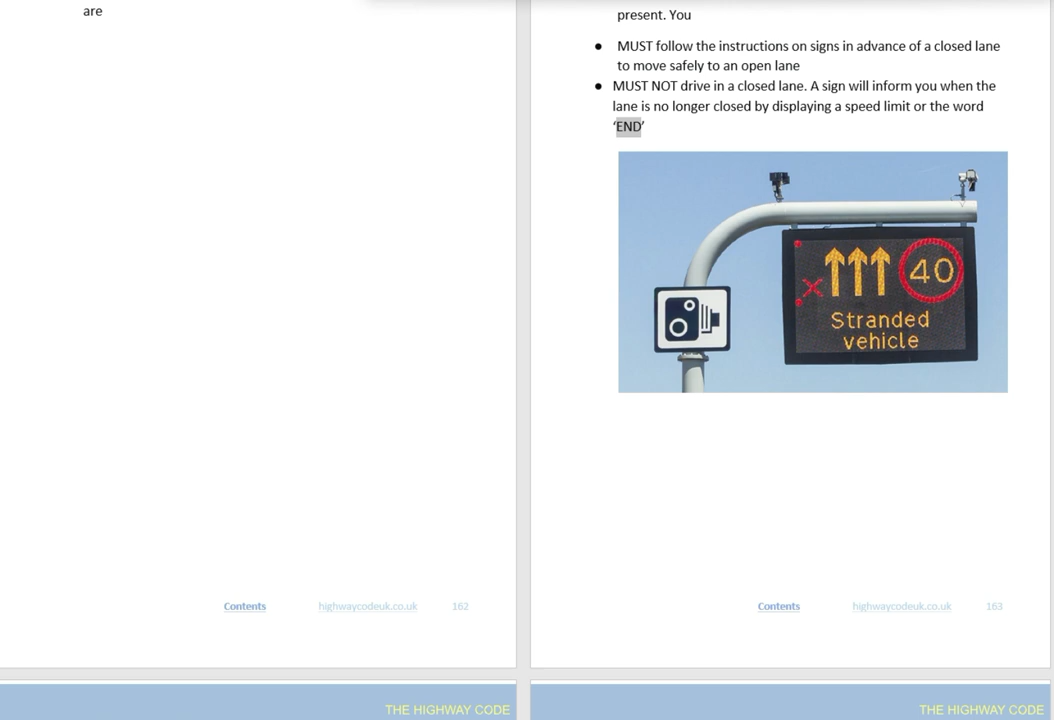 are
Contents highwaycodeuk.co.uk 162
THE HIGHWAY CODE
present. You
● MUST follow the instructions on signs in advance of a closed lane
to move safely to an open lane
● MUST NOT drive in a closed lane. A sign will inform you when the
lane is no longer closed by displaying a speed limit or the word
‘END’
40
Stranded
vehicle
Contents highwaycodeuk.co.uk 163
THE HIGHWAY CODE